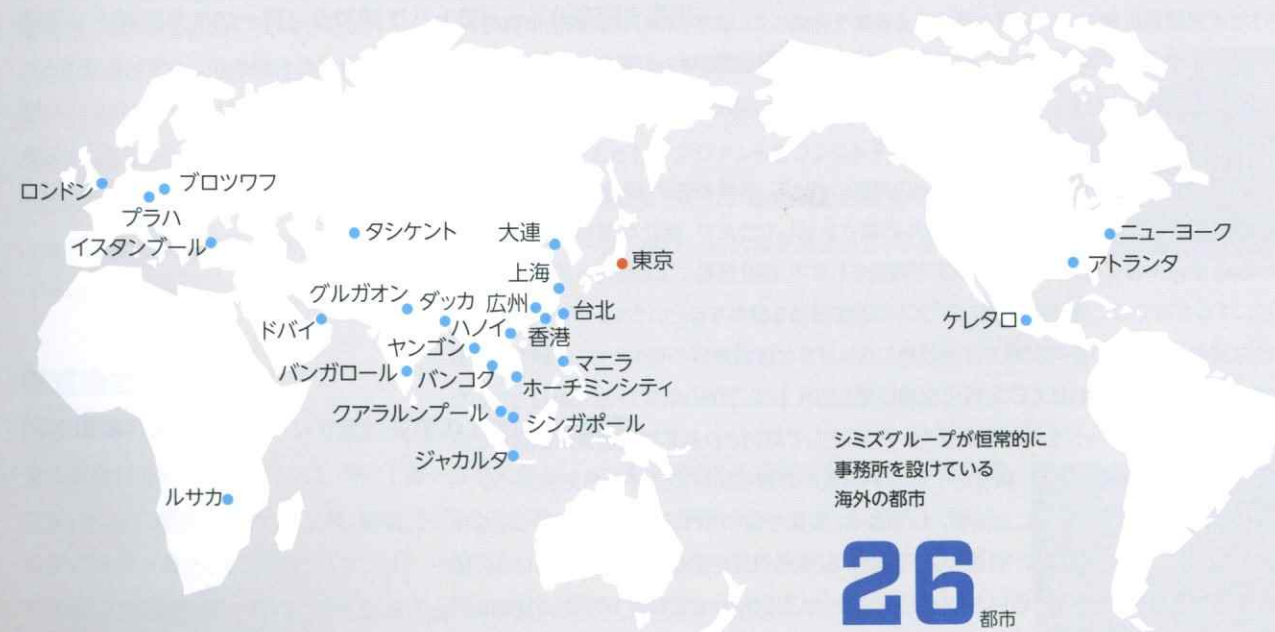 ロンドン
ブロツワフ
プラハ
イスタンブール
タシケント
大連
東京
上海
グルガオン
ダッカ
広州
台北
ドバイ
ハノイ
香港
ヤンゴン
マニラ
バンガロール
バンコク
ホーチミンシティ
クアラルンプール
シンガポール
ジャカルタ
ルサカ
ニューヨーク
アトランタ
ケレタロ
シミズグループが恒常的に
事務所を設けている
海外の都市
26都市